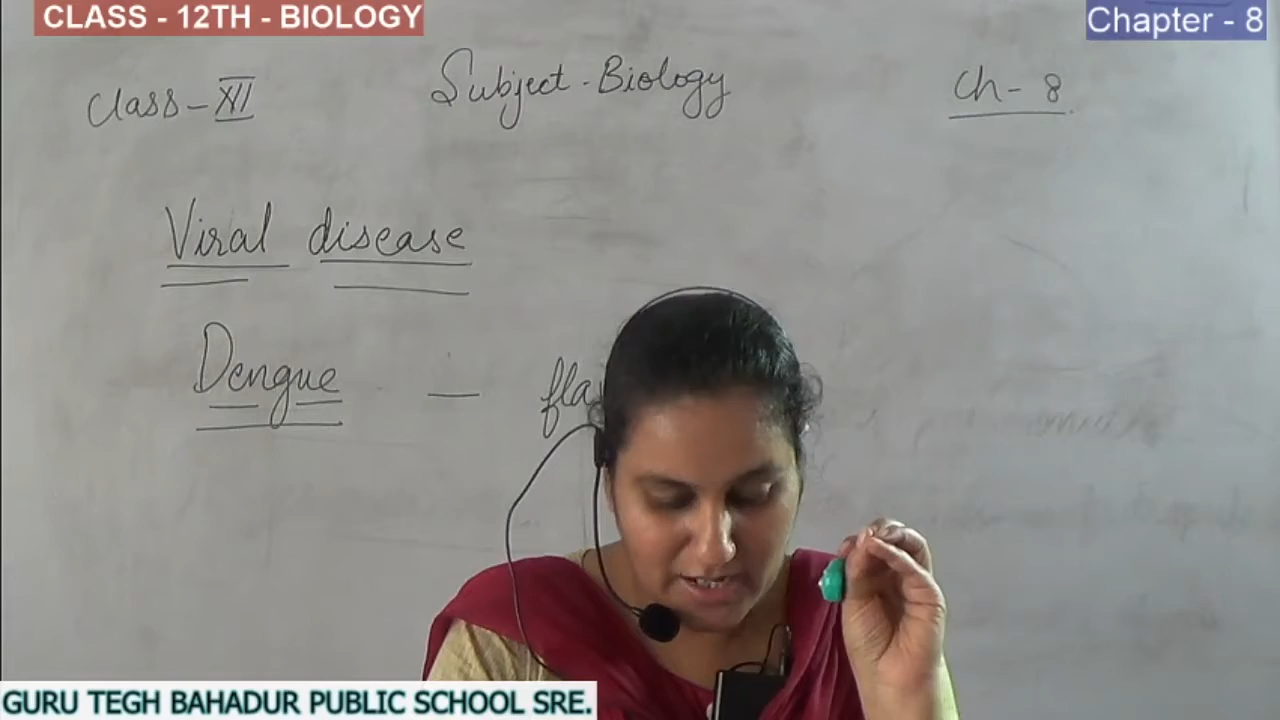 CLASS - 12TH - BIOLOGY
Chapter - 8
Class - XII Subject - Biology Ch - 8
Viral disease
Dengue —
GURU TEGH BAHADUR PUBLIC SCHOOL SRE.